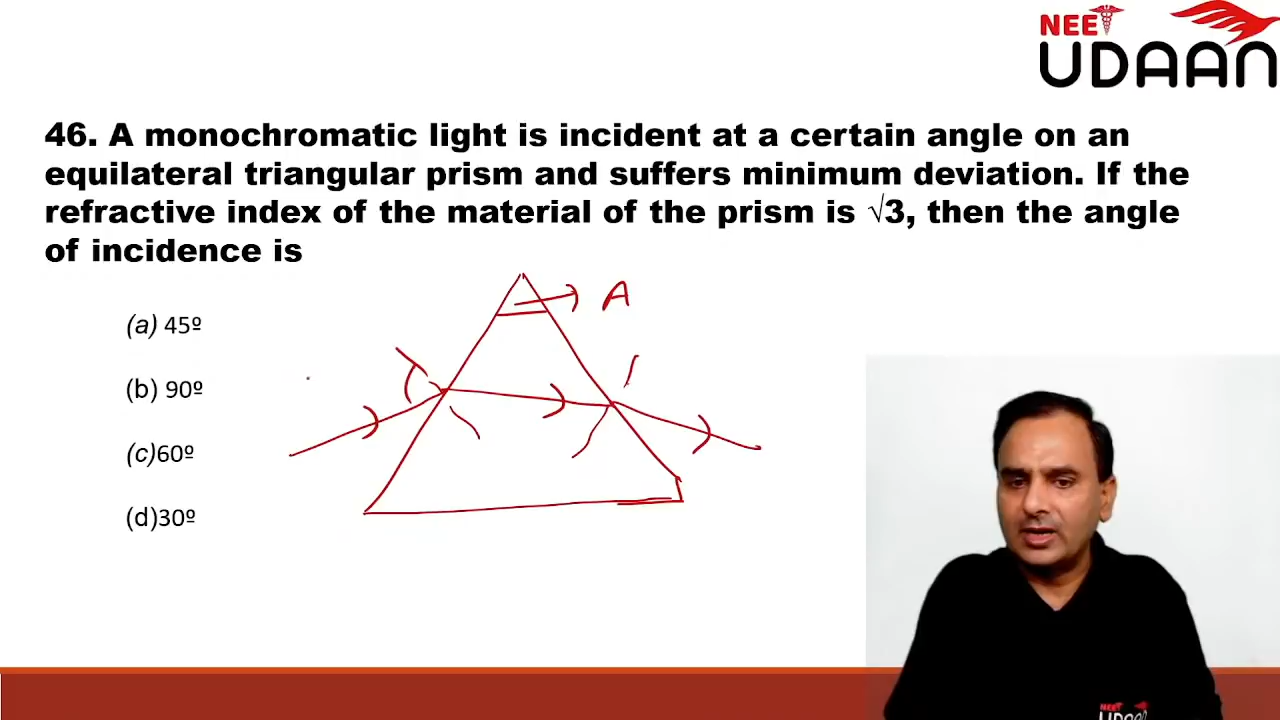 NEET
UDAAN
46. A monochromatic light is incident at a certain angle on an
equilateral triangular prism and suffers minimum deviation. If the
refractive index of the material of the prism is √3, then the angle
of incidence is
A
(a) 45º
(b) 90º
(c)60º
(d)30º
NEET
UDAAN